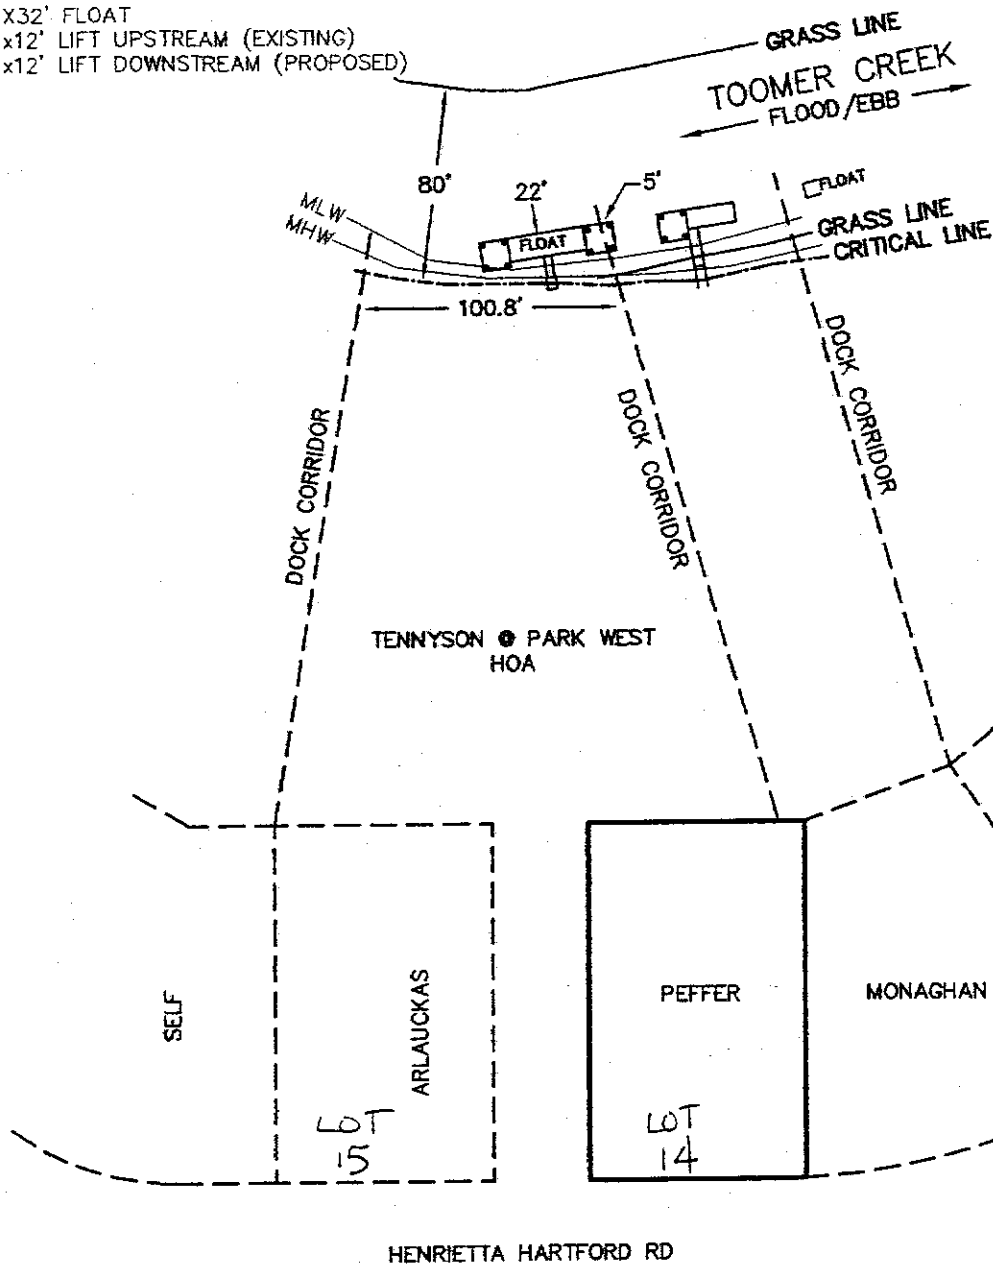 X32' FLOAT
x12' LIFT UPSTREAM (EXISTING)
x12' LIFT DOWNSTREAM (PROPOSED)
GRASS LINE
TOOMER CREEK
FLOOD/EBB
80'
22'
5'
FLOAT
MLW
MHW
FLOAT
GRASS LINE
CRITICAL LINE
100.8'
DOCK CORRIDOR
DOCK CORRIDOR
DOCK CORRIDOR
TENNYSON @ PARK WEST
HOA
SELF
ARLAUCKAS
PEFFER
MONAGHAN
LOT
15
LOT
14
HENRIETTA HARTFORD RD